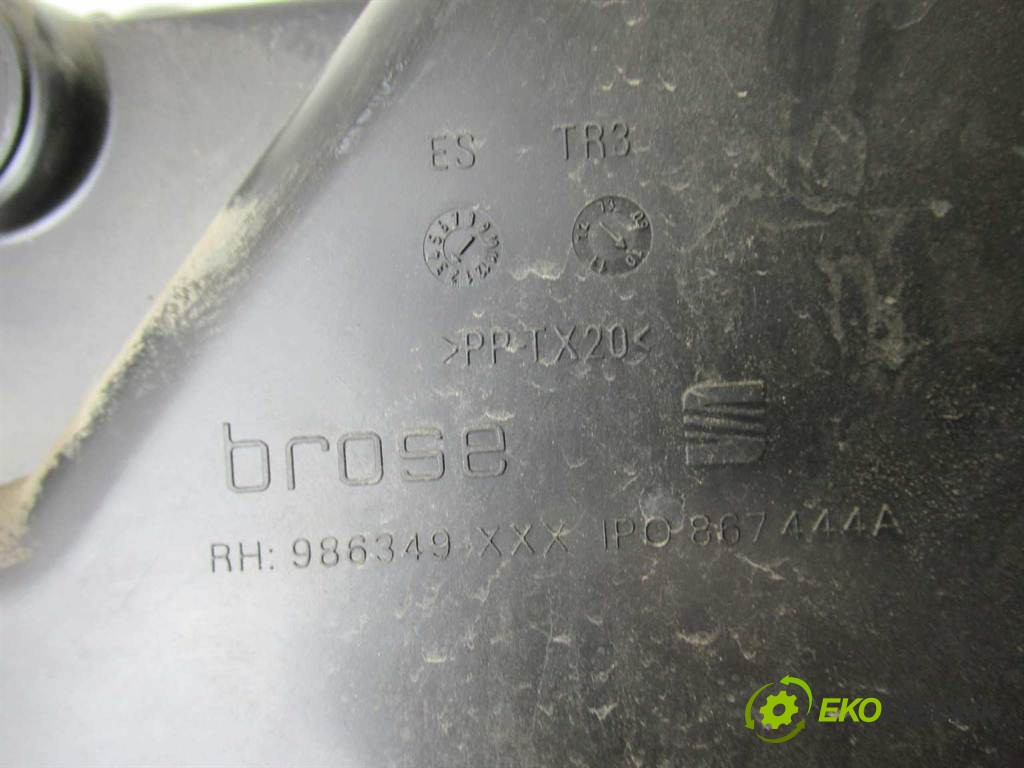 ES TR3
>PP-TX20<
brose
RH: 986349-XXX 1P0 867444A
EKO